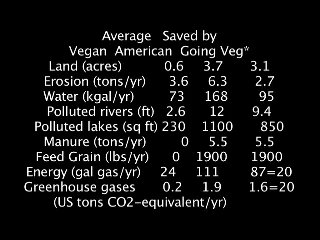 Average Saved by
Vegan American Going Veg*
Land (acres) 0.6 3.7 3.1
Erosion (tons/yr) 3.6 6.3 2.7
Water (kgal/yr) 73 168 95
Polluted rivers (ft) 2.6 12 9.4
Polluted lakes (sq ft) 230 1100 850
Manure (tons/yr) 0 5.5 5.5
Feed Grain (lbs/yr) 0 1900 1900
Energy (gal gas/yr) 24 111 87=20
Greenhouse gases 0.2 1.9 1.6=20
(US tons CO2-equivalent/yr)